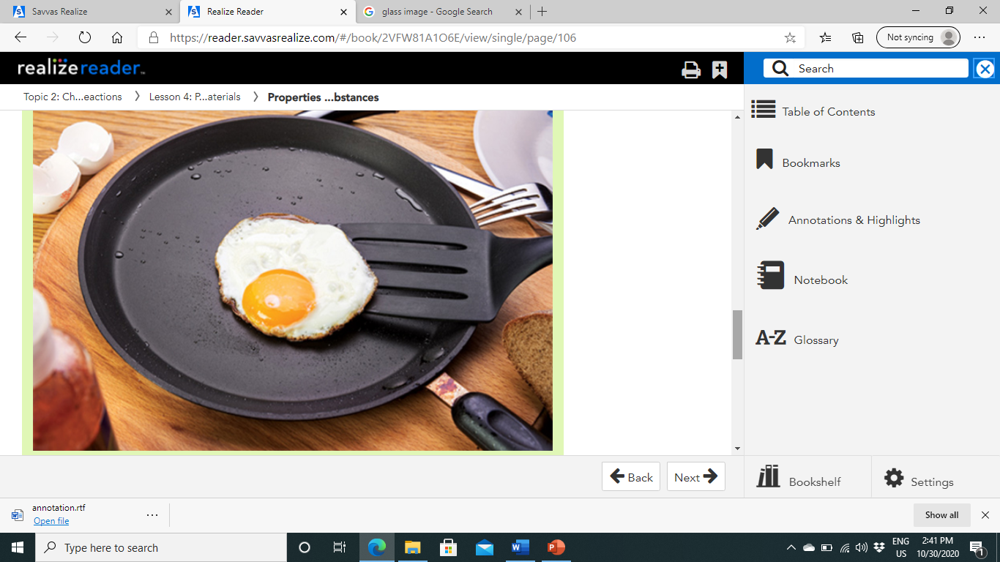 Savvas Realize
Realize Reader
glass image - Google Search
https://reader.savvasrealize.com/#/book/2VFW81A1O6E/view/single/page/106
Not syncing
realizereader™
Search
Topic 2: Ch...eactions
Lesson 4: P...aterials
Properties ...bstances
Table of Contents
Bookmarks
Annotations & Highlights
Notebook
A-Z Glossary
Back
Next
Bookshelf
Settings
annotation.rtf
Open file
Show all
Type here to search
ENG
US
2:41 PM
10/30/2020
1